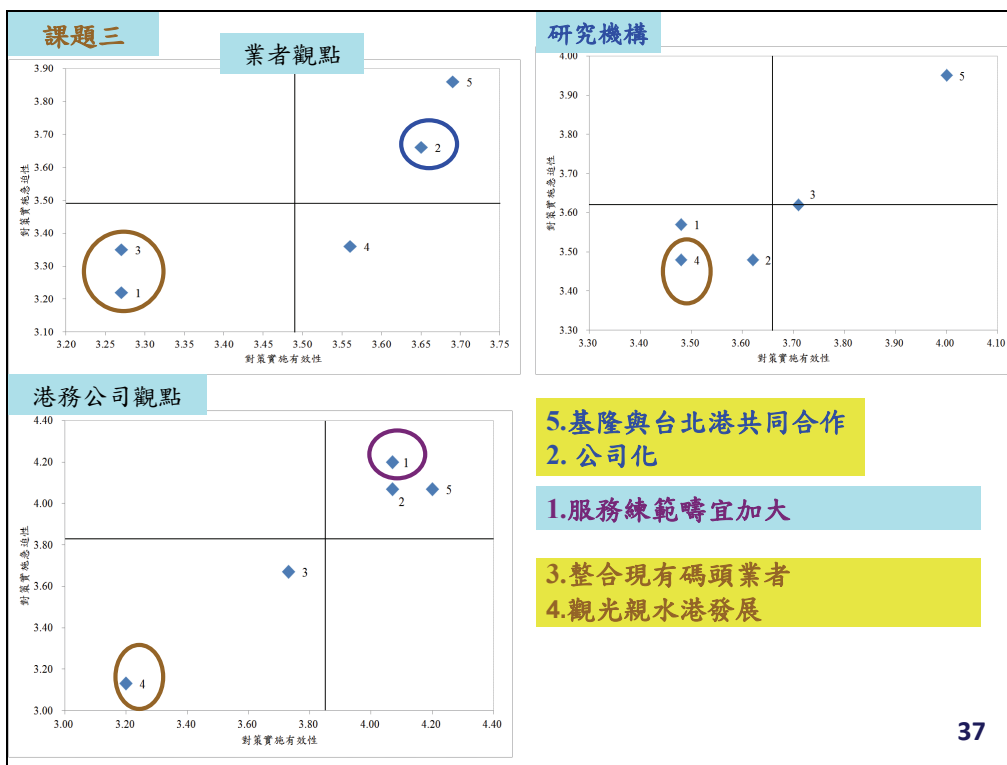 課題三
業者觀點
3.90
3.80
3.70
3.60
3.50
3.40
3.30
3.20
3.10
對策實施急迫性
5
2
4
3
1
3.20 3.25 3.30 3.35 3.40 3.45 3.50 3.55 3.60 3.65 3.70 3.75
對策實施有效性
研究機構
4.00
3.90
3.80
3.70
3.60
3.50
3.40
3.30
對策實施急迫性
5
3
1
4
2
3.30 3.40 3.50 3.60 3.70 3.80 3.90 4.00 4.10
對策實施有效性
港務公司觀點
4.40
4.20
4.00
3.80
3.60
3.40
3.20
3.00
對策實施急迫性
1
2
5
3
4
3.00 3.20 3.40 3.60 3.80 4.00 4.20 4.40
對策實施有效性
5.基隆與台北港共同合作
2. 公司化
1.服務練範疇宜加大
3.整合現有碼頭業者
4.觀光親水港發展
37